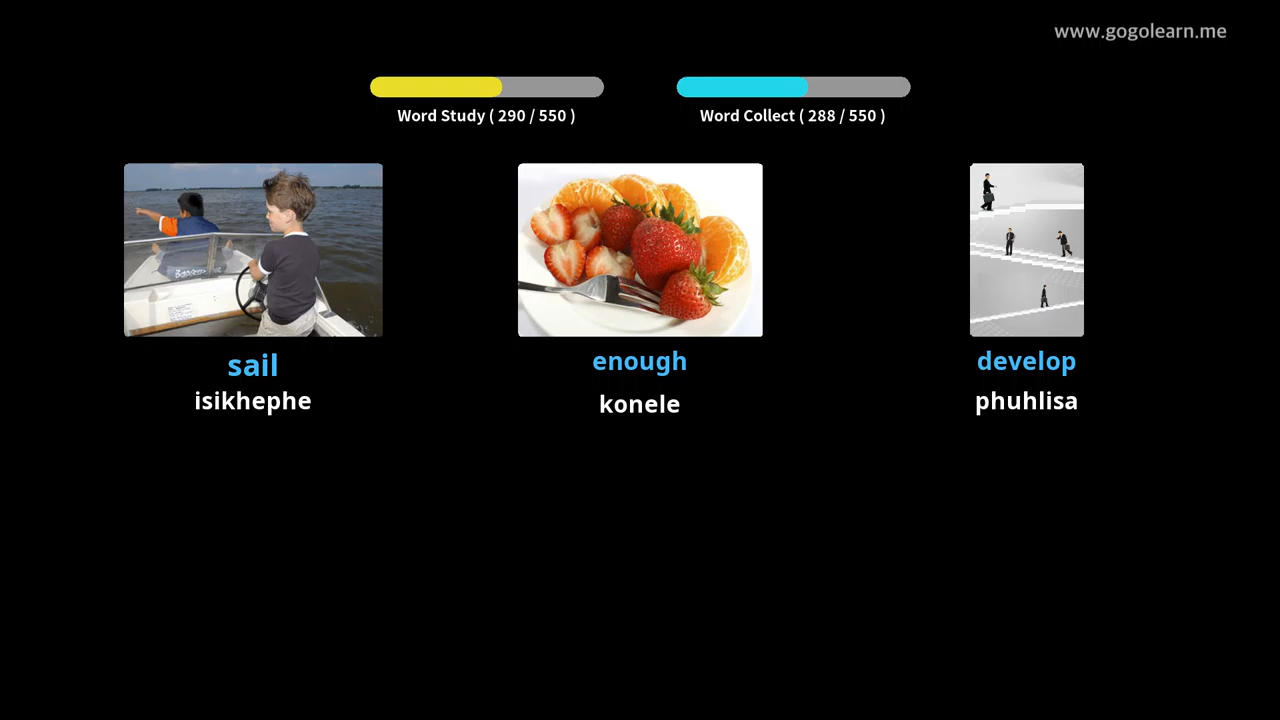 www.gogolearn.me
Word Study ( 290 / 550 )
Word Collect ( 288 / 550 )
sail
enough
develop
isikhephe
konele
phuhlisa